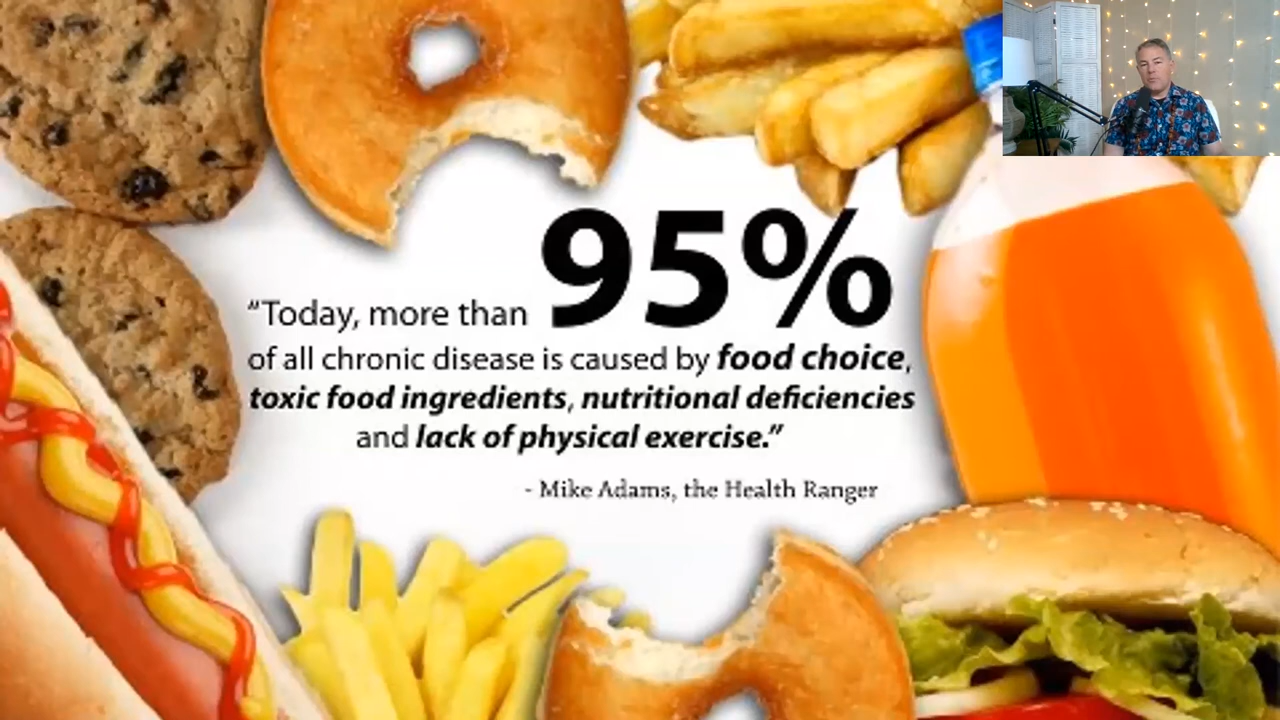 “Today, more than 95%
of all chronic disease is caused by food choice,
toxic food ingredients, nutritional deficiencies
and lack of physical exercise.”
- Mike Adams, the Health Ranger